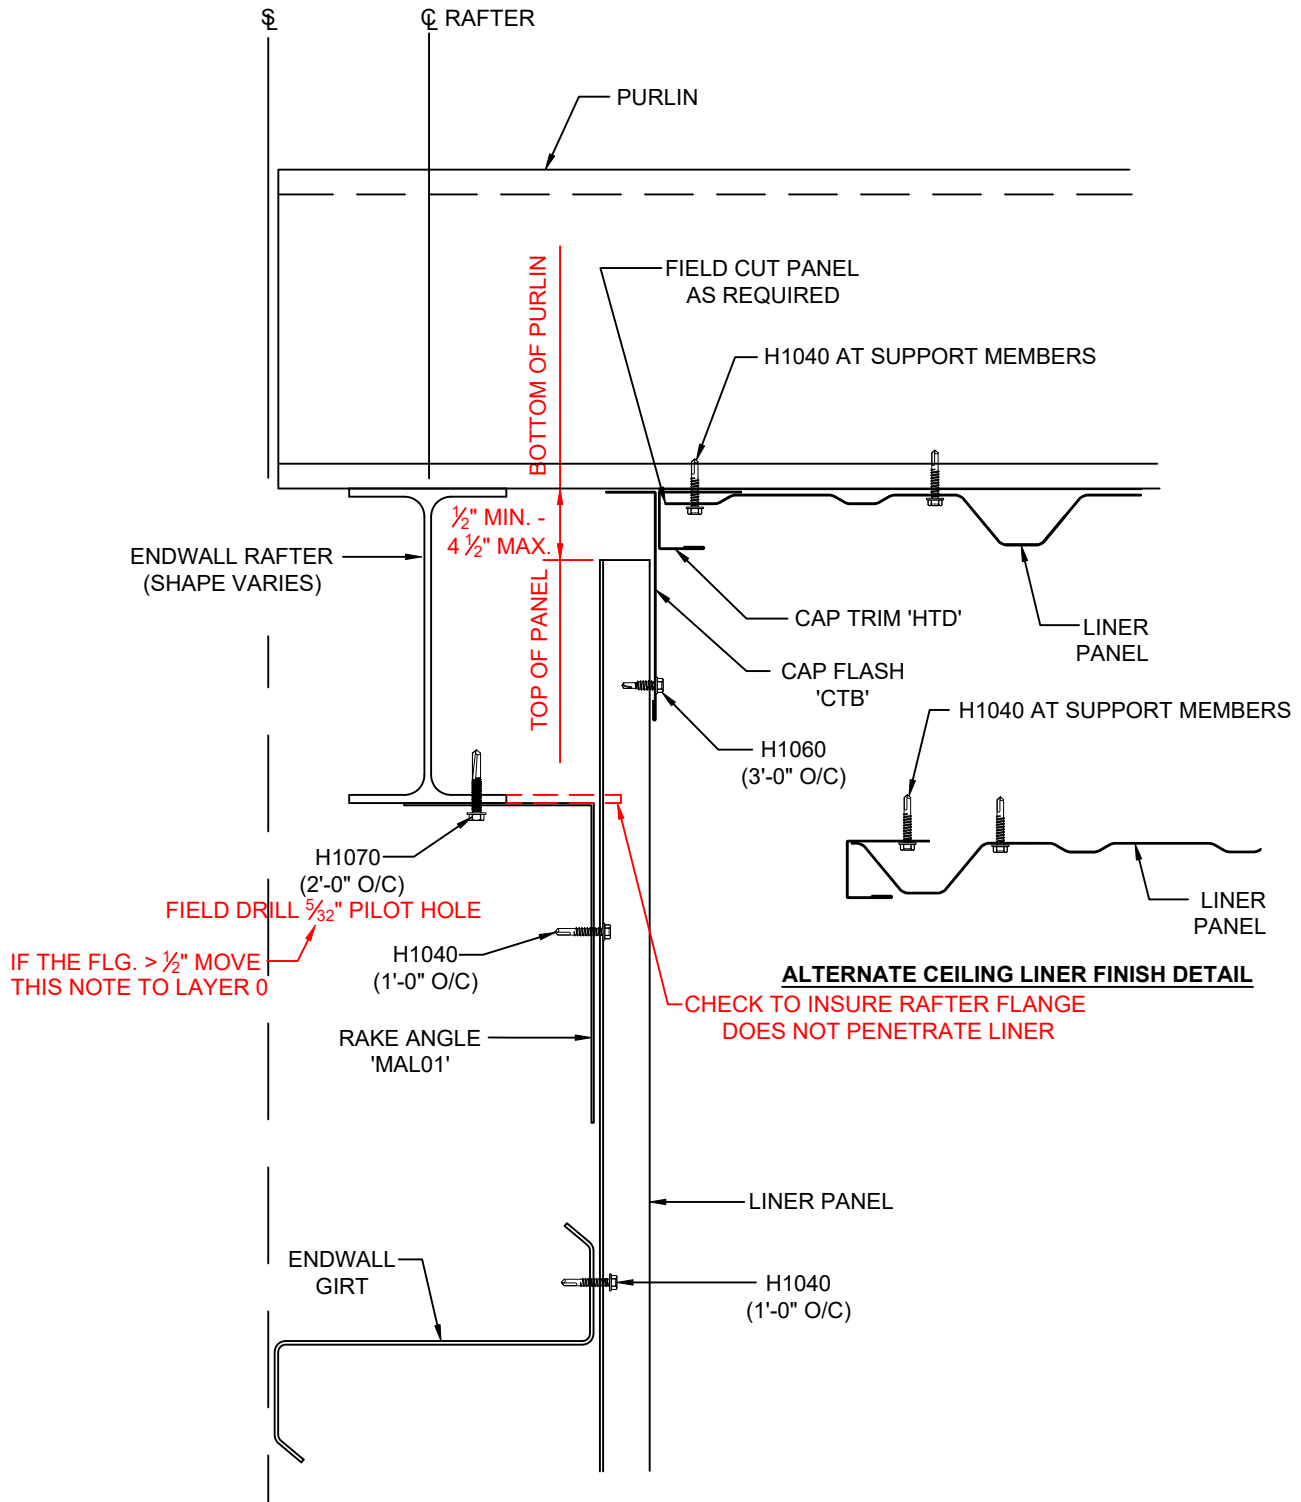 ℄ RAFTER
PURLIN
FIELD CUT PANEL
AS REQUIRED
BOTTOM OF PURLIN
H1040 AT SUPPORT MEMBERS
½" MIN. -
4 ½" MAX.
ENDWALL RAFTER
(SHAPE VARIES)
TOP OF PANEL
CAP TRIM 'HTD'
LINER
PANEL
CAP FLASH
'CTB'
H1040 AT SUPPORT MEMBERS
H1060
(3'-0" O/C)
H1070
(2'-0" O/C)
FIELD DRILL 5⁄32" PILOT HOLE
LINER
PANEL
IF THE FLG. > ½" MOVE
THIS NOTE TO LAYER 0
H1040
(1'-0" O/C)
ALTERNATE CEILING LINER FINISH DETAIL
CHECK TO INSURE RAFTER FLANGE
DOES NOT PENETRATE LINER
RAKE ANGLE
'MAL01'
LINER PANEL
ENDWALL
GIRT
H1040
(1'-0" O/C)